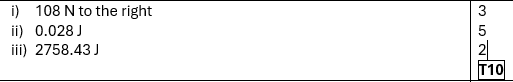 i) 108 N to the right 3
ii) 0.028 J 5
iii) 2758.43 J 2
T10